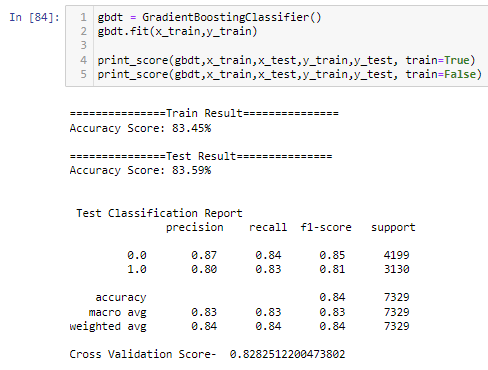 In [84]:
1 gbdt = GradientBoostingClassifier()
2 gbdt.fit(x_train,y_train)
3
4 print_score(gbdt,x_train,x_test,y_train,y_test, train=True)
5 print_score(gbdt,x_train,x_test,y_train,y_test, train=False)
===============Train Result===============
Accuracy Score: 83.45%
===============Test Result===============
Accuracy Score: 83.59%
Test Classification Report
precision recall f1-score support
0.0 0.87 0.84 0.85 4199
1.0 0.80 0.83 0.81 3130
accuracy 0.84 7329
macro avg 0.83 0.83 0.83 7329
weighted avg 0.84 0.84 0.84 7329
Cross Validation Score- 0.8282512200473802